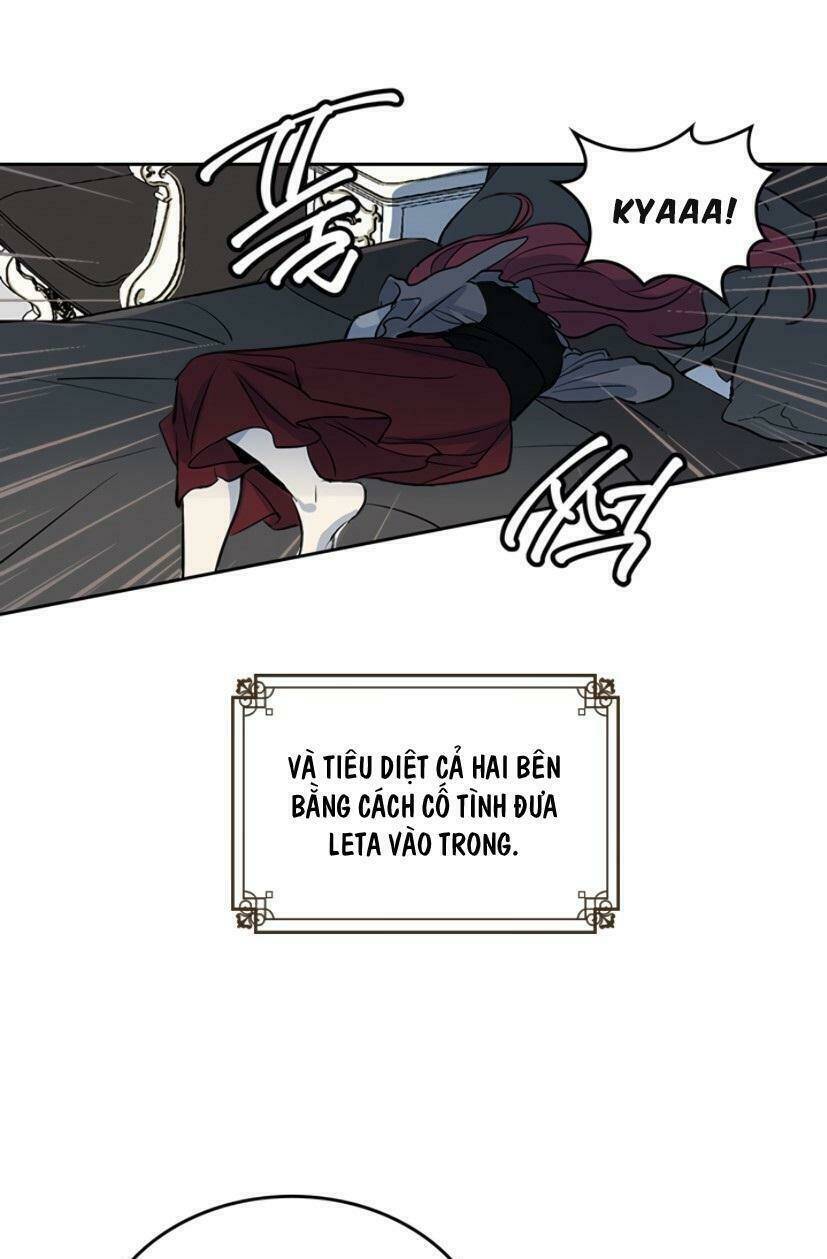 KYAAA!
VÀ TIÊU DIỆT CẢ HAI BÊN
BẰNG CÁCH CỐ TÌNH ĐƯA
LETA VÀO TRONG.